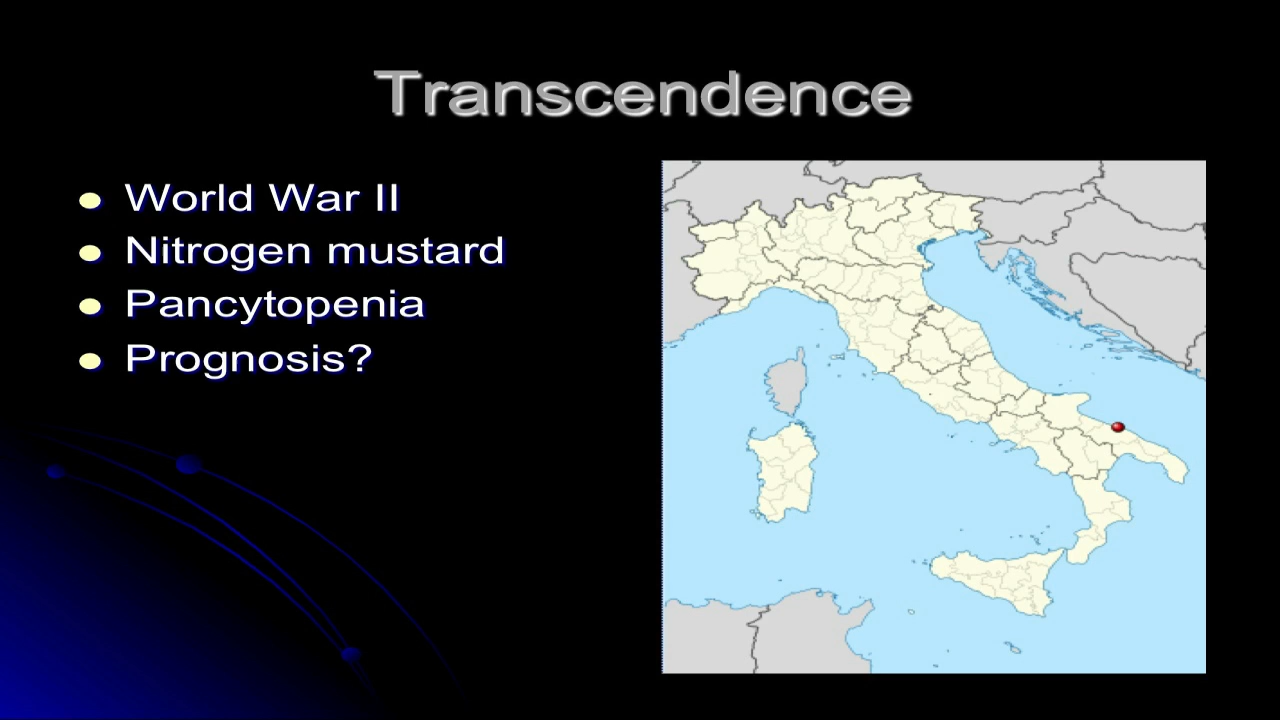 Transcendence
World War II
Nitrogen mustard
Pancytopenia
Prognosis?